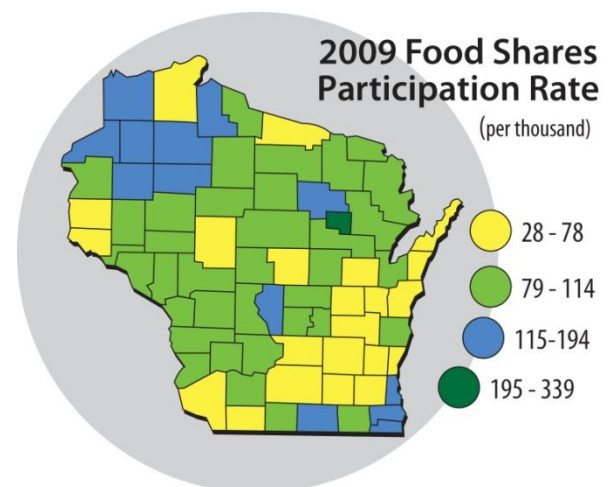 2009 Food Shares
Participation Rate
(per thousand)
28 - 78
79 - 114
115-194
195 - 339